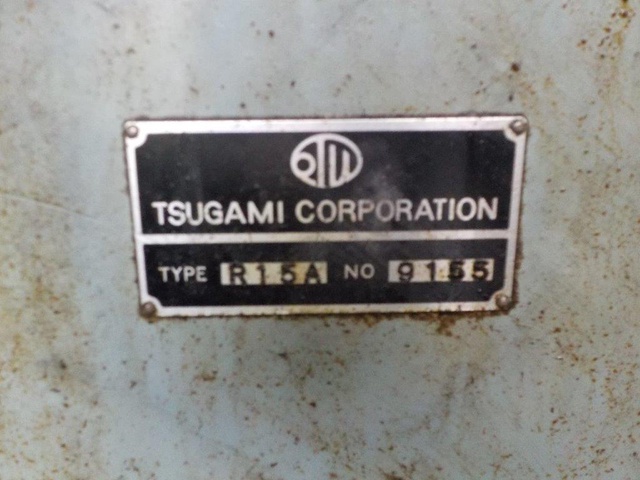 TSUGAMI CORPORATION
TYPE R15A NO 9155